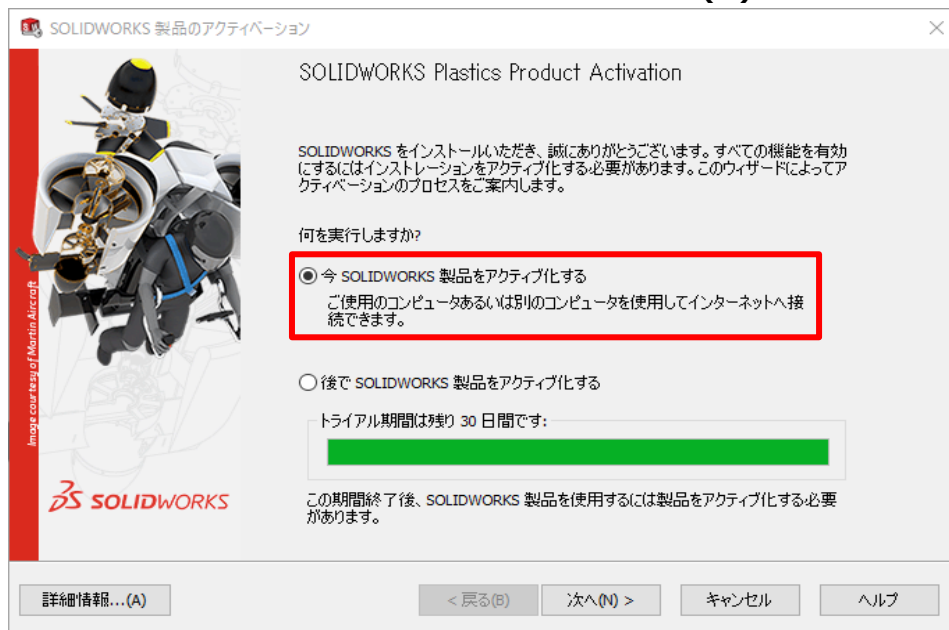 SOLIDWORKS 製品のアクティベーション
SOLIDWORKS Plastics Product Activation
SOLIDWORKS をインストールいただき、誠にありがとうございます。すべての機能を有効
にするにはインストレーションをアクティブ化する必要があります。このウィザードによってア
クティベーションのプロセスをご案内します。
何を実行しますか?
今 SOLIDWORKS 製品をアクティブ化する
ご使用のコンピュータあるいは別のコンピュータを使用してインターネットへ接
続できます。
後で SOLIDWORKS 製品をアクティブ化する
トライアル期間は残り 30 日間です:
この期間終了後、SOLIDWORKS 製品を使用するには製品をアクティブ化する必要
があります。
Image courtesy of Martin Aircraft
SOLIDWORKS
詳細情報...(A)
< 戻る(B)
次へ(N) >
キャンセル
ヘルプ